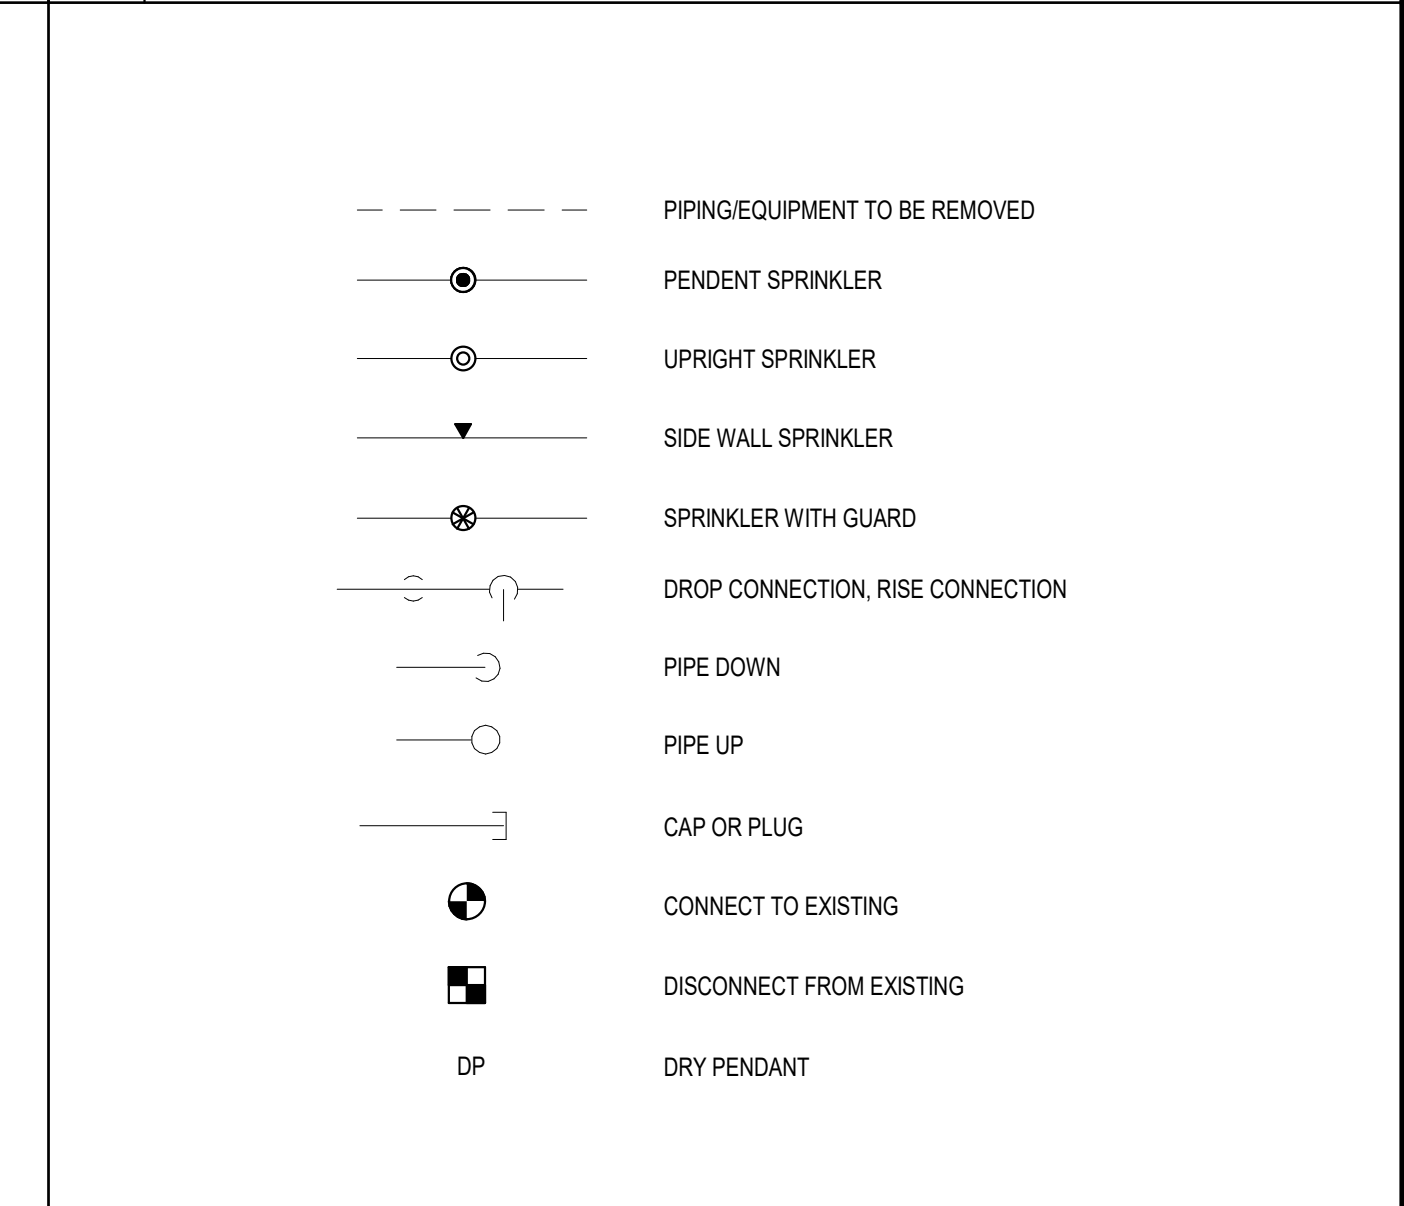 PIPING/EQUIPMENT TO BE REMOVED
PENDENT SPRINKLER
UPRIGHT SPRINKLER
SIDE WALL SPRINKLER
SPRINKLER WITH GUARD
DROP CONNECTION, RISE CONNECTION
PIPE DOWN
PIPE UP
CAP OR PLUG
CONNECT TO EXISTING
DISCONNECT FROM EXISTING
DP DRY PENDANT